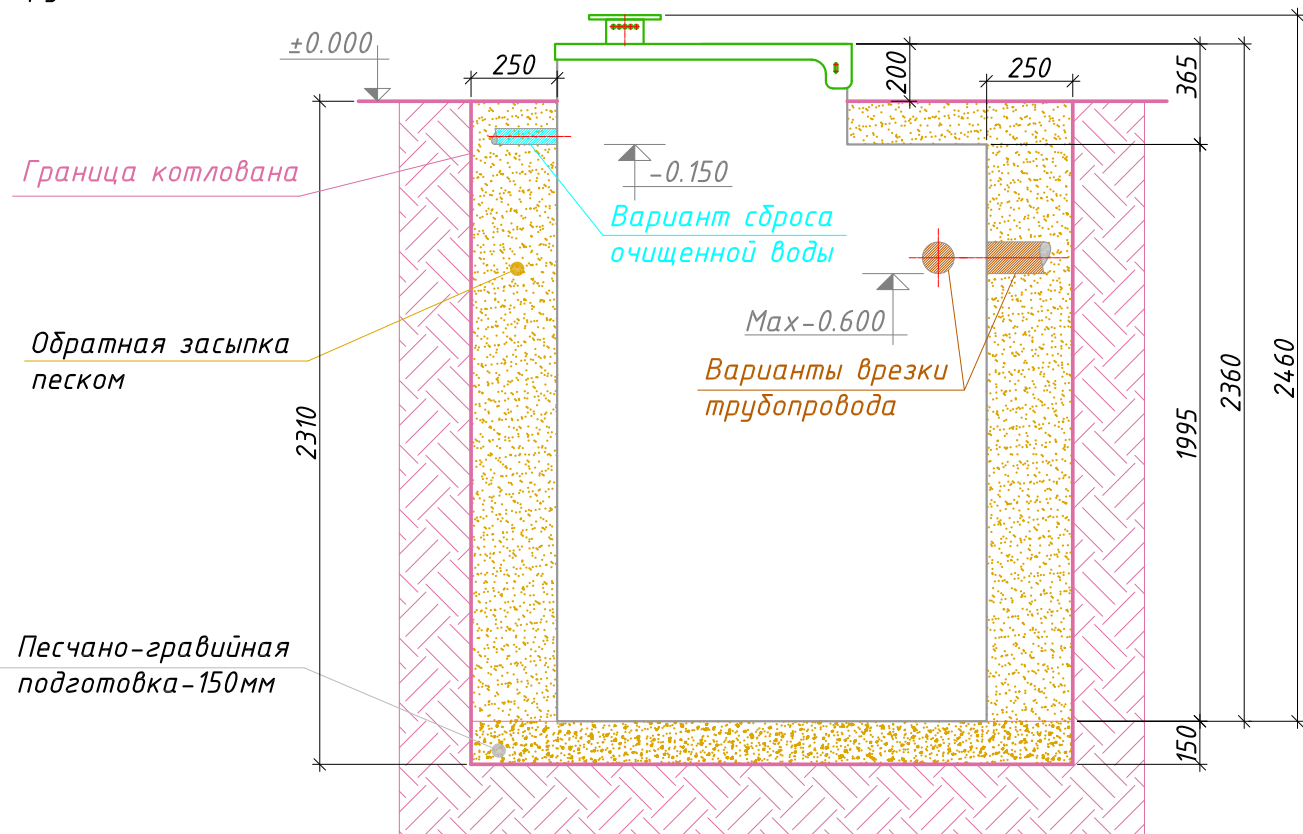 ±0.000
250
200
250
365
Граница котлована
-0.150
Вариант сброса
очищенной воды
Max-0.600
Обратная засыпка
песком
Варианты врезки
трубопровода
2310
1995
2360
2460
Песчано-гравийная
подготовка-150мм
150